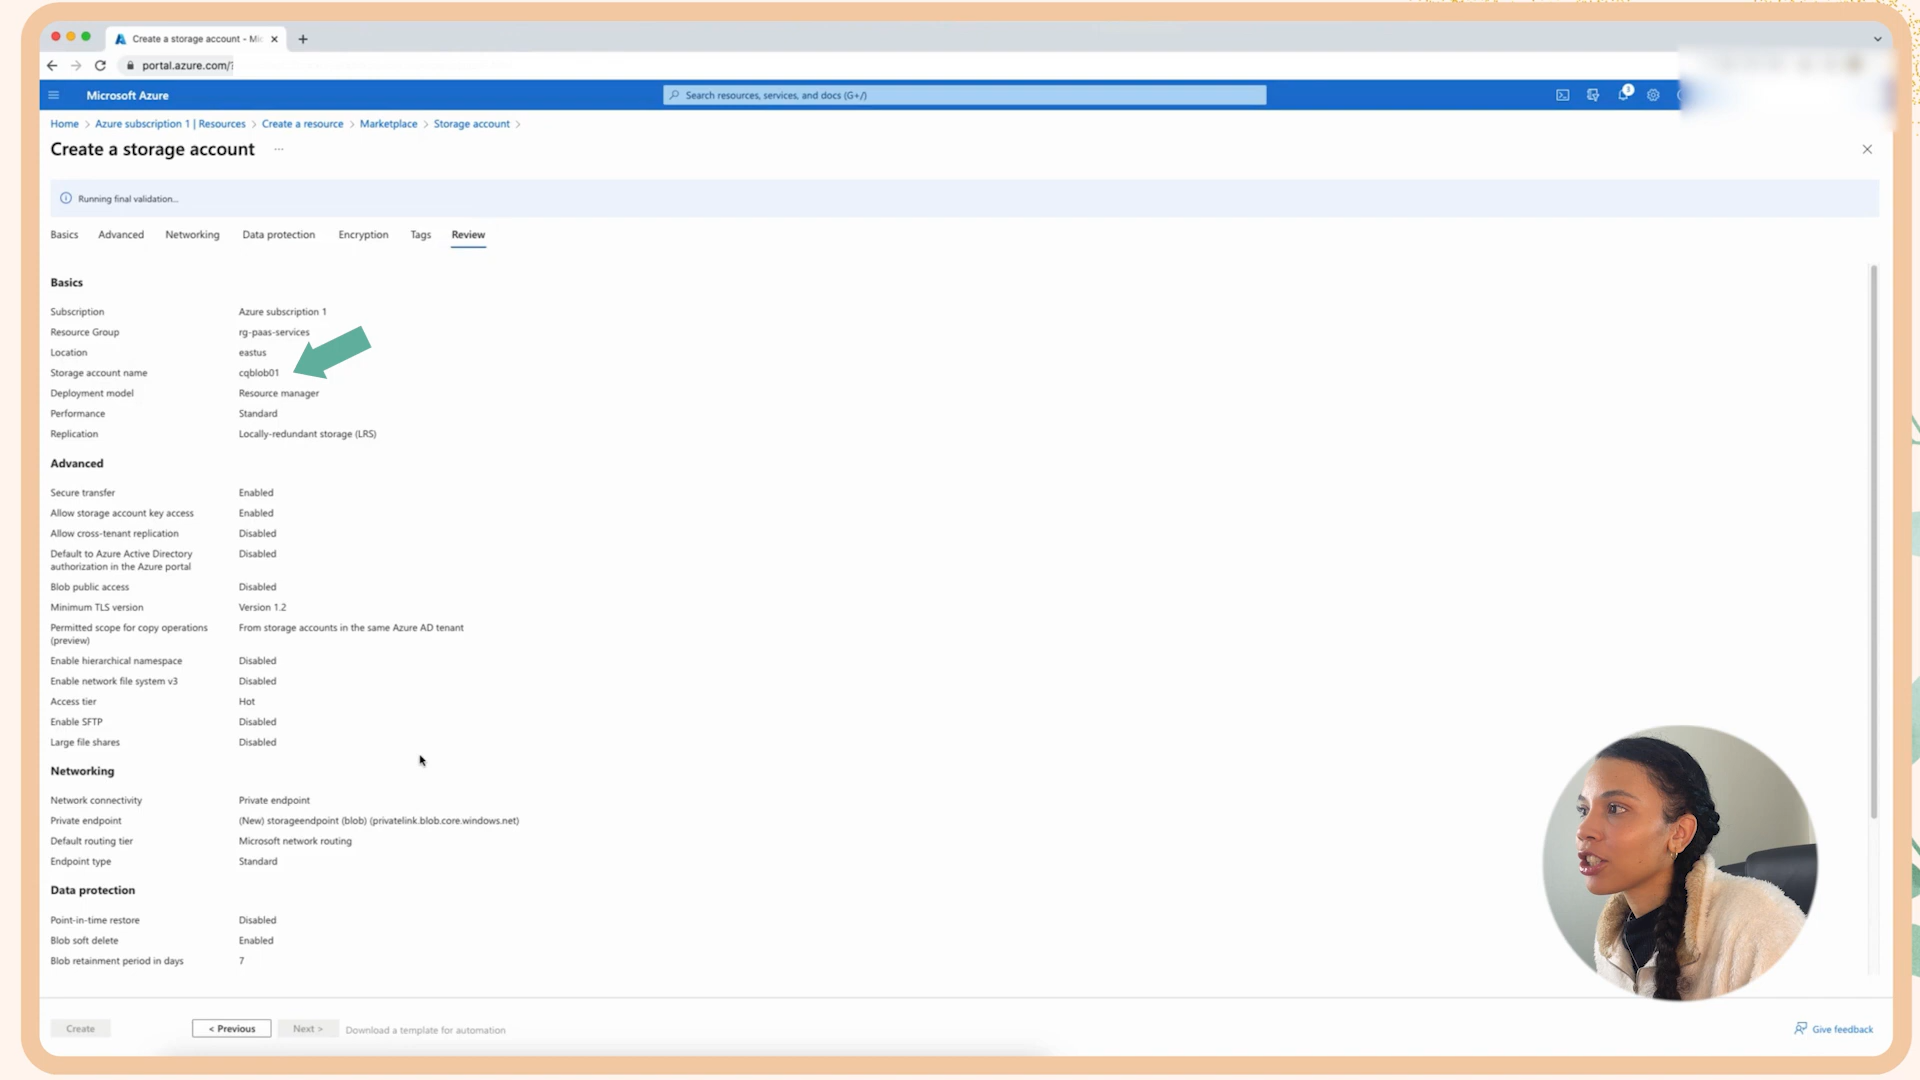 Create a storage account - Mic
portal.azure.com/?
Microsoft Azure
Search resources, services, and docs (G+/)
1
Home > Azure subscription 1 | Resources > Create a resource > Marketplace > Storage account >
Create a storage account ...
Running final validation...
Basics Advanced Networking Data protection Encryption Tags Review
Basics
Subscription Azure subscription 1
Resource Group rg-paas-services
Location eastus
Storage account name cqblob01
Deployment model Resource manager
Performance Standard
Replication Locally-redundant storage (LRS)
Advanced
Secure transfer Enabled
Allow storage account key access Enabled
Allow cross-tenant replication Disabled
Default to Azure Active Directory Disabled
authorization in the Azure portal
Blob public access Disabled
Minimum TLS version Version 1.2
Permitted scope for copy operations From storage accounts in the same Azure AD tenant
(preview)
Enable hierarchical namespace Disabled
Enable network file system v3 Disabled
Access tier Hot
Enable SFTP Disabled
Large file shares Disabled
Networking
Network connectivity Private endpoint
Private endpoint (New) storageendpoint (blob) (privatelink.blob.core.windows.net)
Default routing tier Microsoft network routing
Endpoint type Standard
Data protection
Point-in-time restore Disabled
Blob soft delete Enabled
Blob retainment period in days 7
Create < Previous Next > Download a template for automation Give feedback